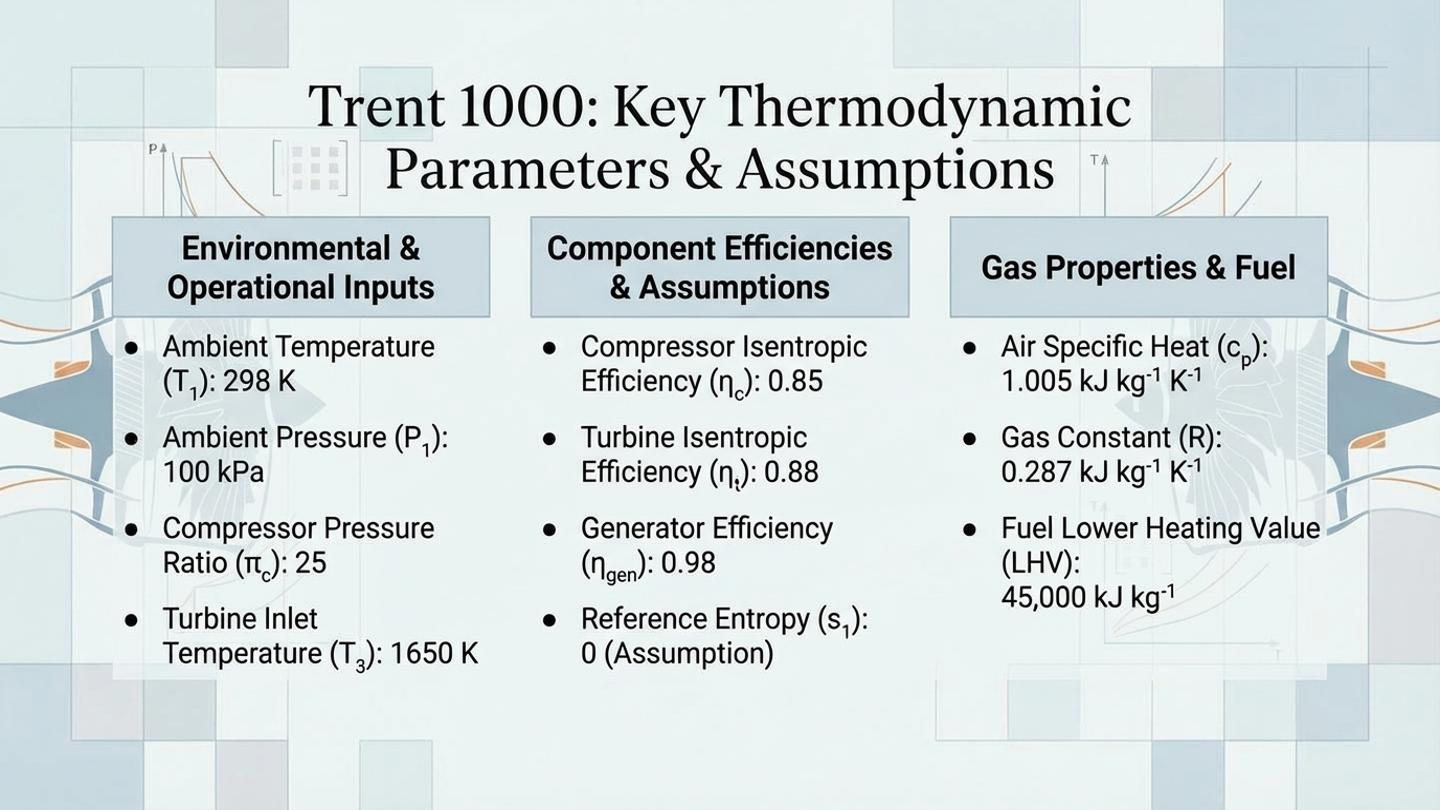 Trent 1000: Key Thermodynamic
Parameters & Assumptions
P
T
Environmental &
Operational Inputs
● Ambient Temperature
(T₁): 298 K
● Ambient Pressure (P₁):
100 kPa
● Compressor Pressure
Ratio (π_c): 25
● Turbine Inlet
Temperature (T₃): 1650 K
Component Efficiencies
& Assumptions
● Compressor Isentropic
Efficiency (η_c): 0.85
● Turbine Isentropic
Efficiency (ηₜ): 0.88
● Generator Efficiency
(η_gen): 0.98
● Reference Entropy (s₁):
0 (Assumption)
Gas Properties & Fuel
● Air Specific Heat (cₚ):
1.005 kJ kg⁻¹ K⁻¹
● Gas Constant (R):
0.287 kJ kg⁻¹ K⁻¹
● Fuel Lower Heating Value
(LHV):
45,000 kJ kg⁻¹
T
T